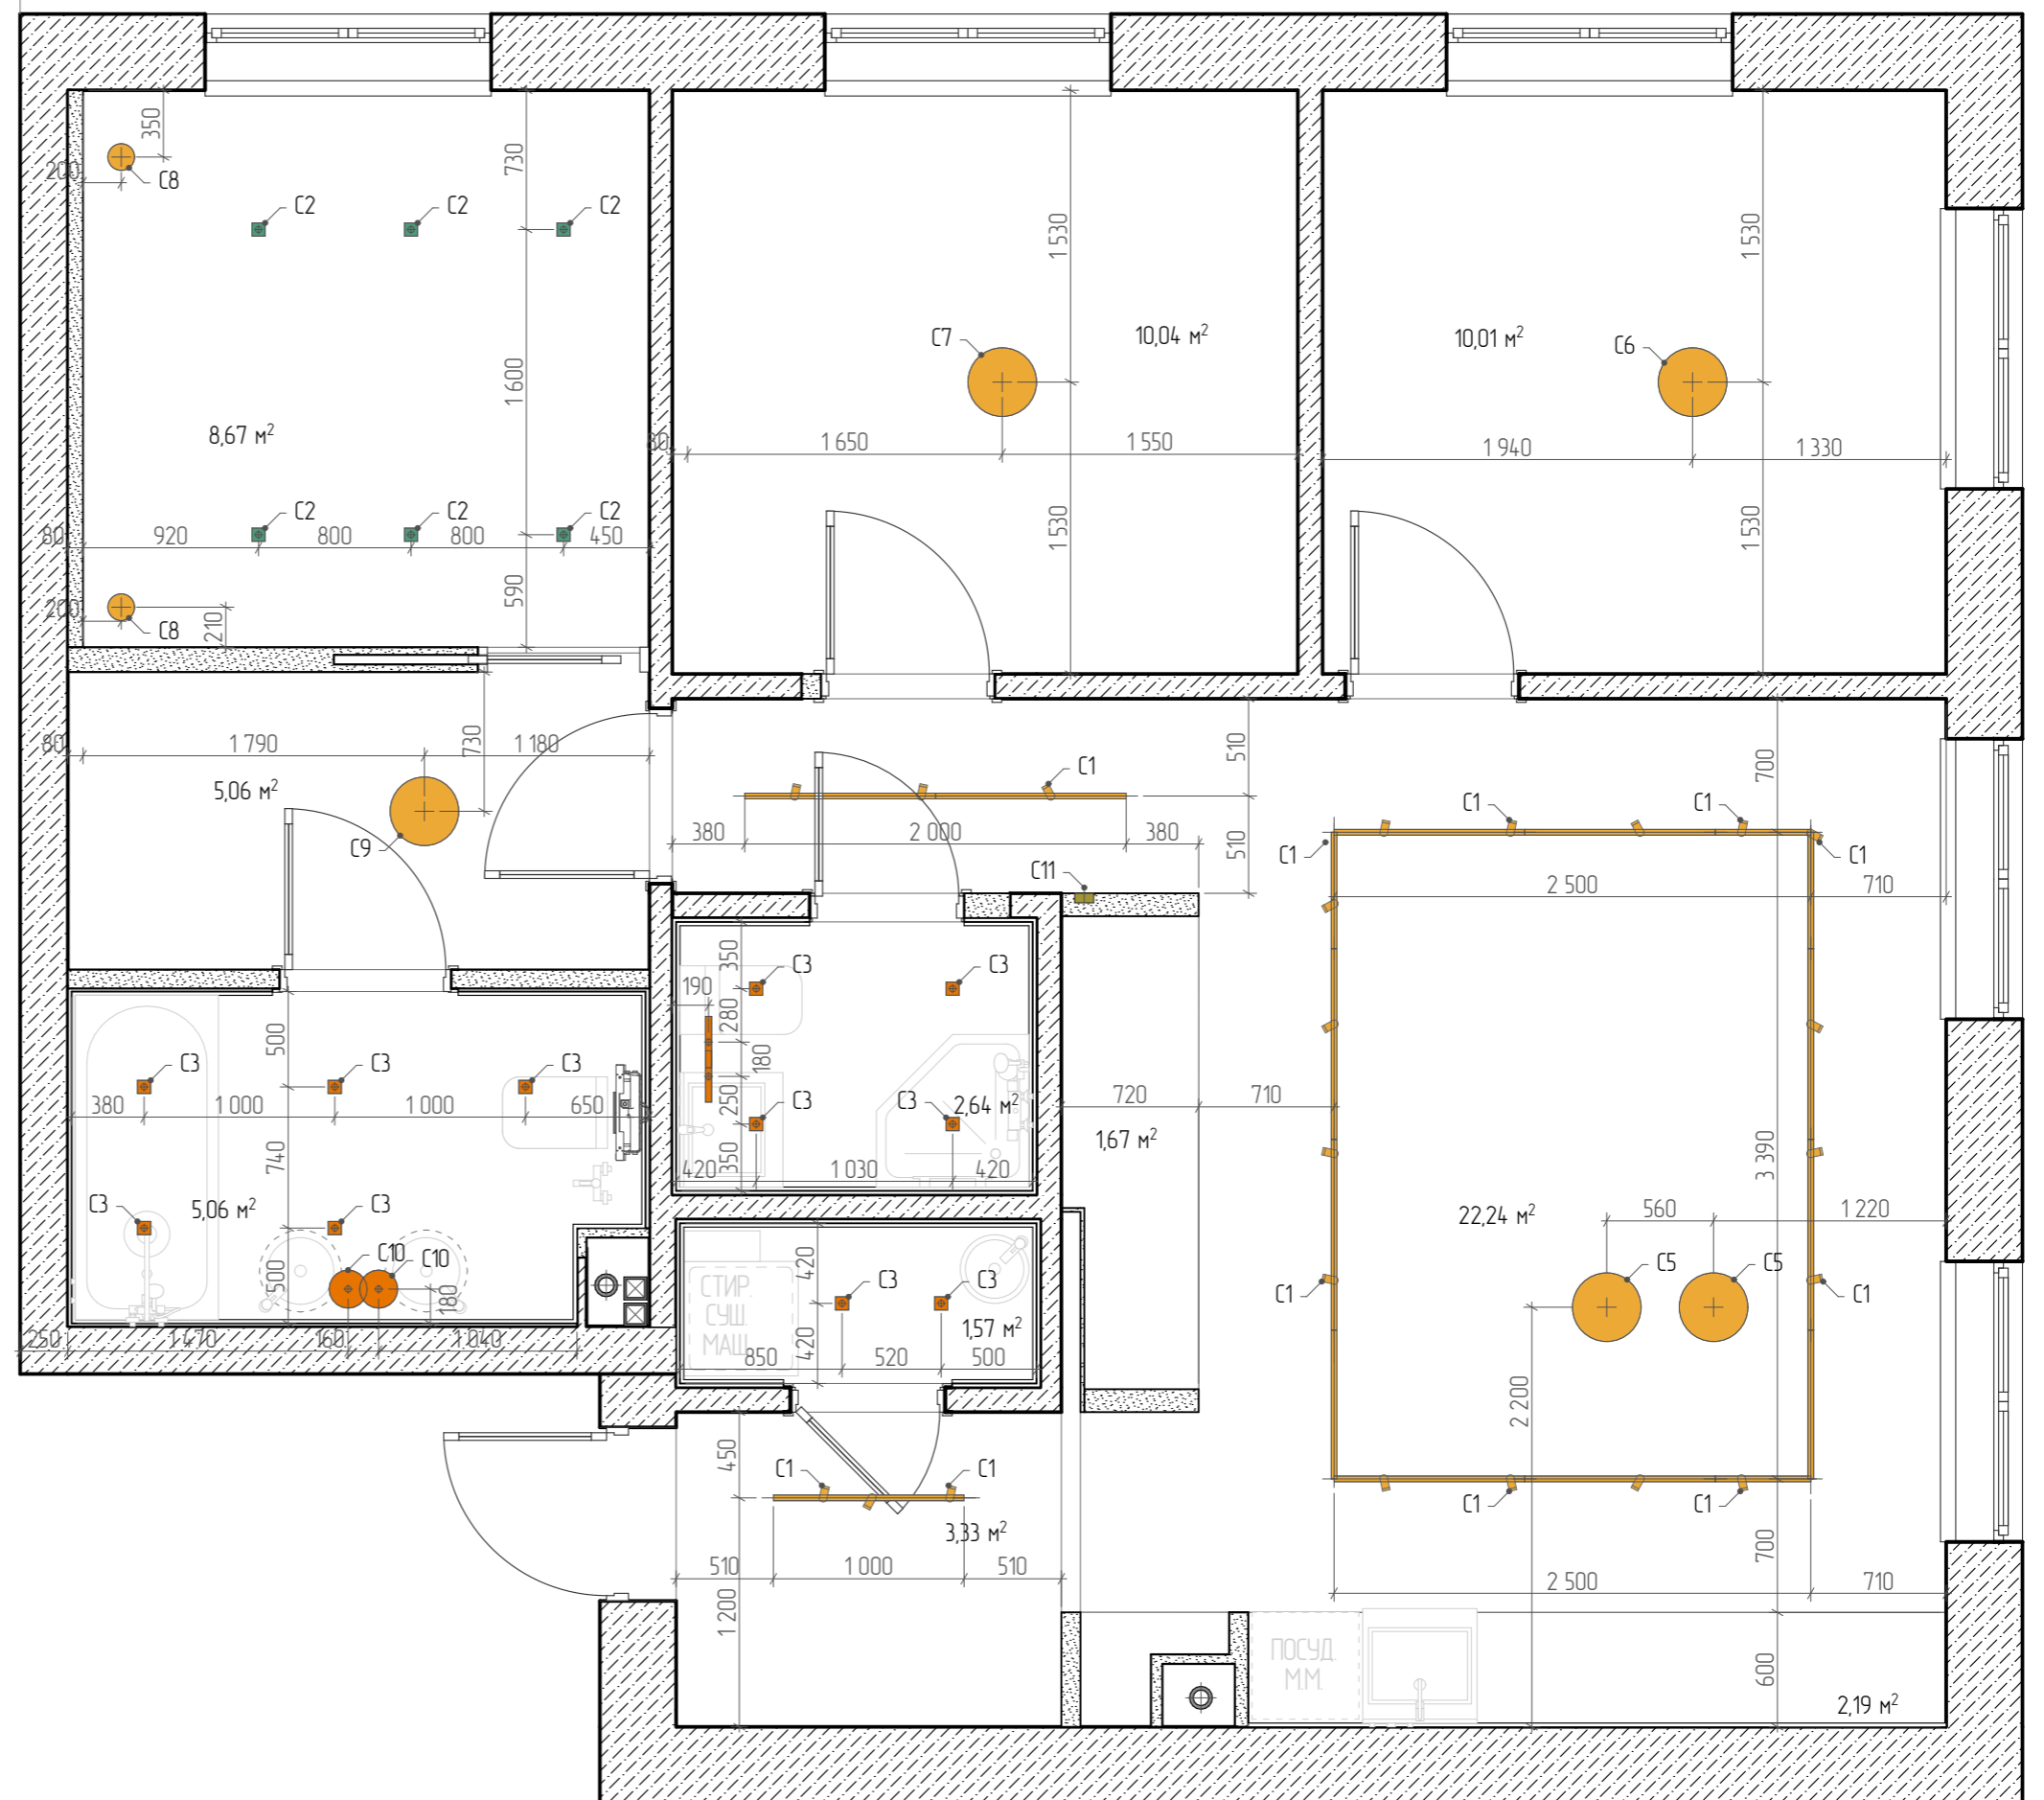 350
200
С8
С2
С2
С2
730
1 600
8,67 м²
С2
С2
С2
80
920
800
800
450
590
200
С8
210
С7
10,04 м²
1 530
1 650
1 550
1 530
10,01 м²
С6
1 530
1 940
1 330
1 530
80
1 790
730
1 180
5,06 м²
С9
С1
510
380
2 000
380
510
С11
700
С1
С1
С1
С1
2 500
710
350
С3
С3
190
280
180
С3
С3
2,64 м²
250
350
420
1 030
420
500
С3
С3
С3
380
1 000
1 000
650
740
С3
5,06 м²
С3
500
С10
С10
180
250
1 470
160
1 040
720
710
1,67 м²
3 390
22,24 м²
560
1 220
С5
С5
С1
С1
2 200
420
СТИР.
СУШ.
МАШ.
С3
С3
1,57 м²
420
850
520
500
450
С1
С1
3,33 м²
510
1 000
510
1 200
С1
С1
700
2 500
710
ПОСУД.
М.М.
600
2,19 м²